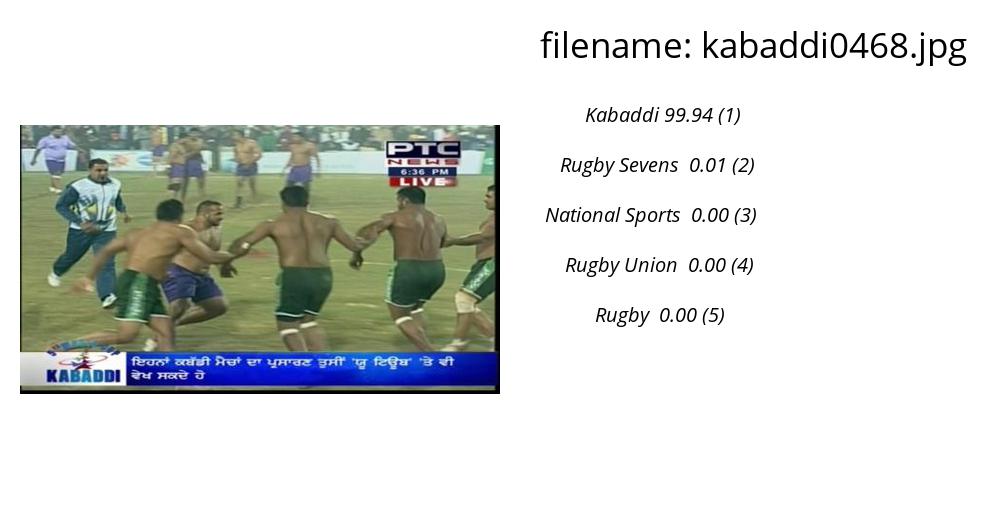 filename: kabaddi0468.jpg
Kabaddi 99.94 (1)
Rugby Sevens 0.01 (2)
National Sports 0.00 (3)
Rugby Union 0.00 (4)
Rugby 0.00 (5)
PTC
NEWS
6:36 PM
LIVE
KABADDI
ਇਹਨਾਂ ਕਬੱਡੀ ਮੈਚਾਂ ਦਾ ਪ੍ਰਸਾਰਣ ਤੁਸੀਂ 'ਯੂ ਟਿਊਬ' 'ਤੇ ਵੀ
ਵੇਖ ਸਕਦੇ ਹੋ